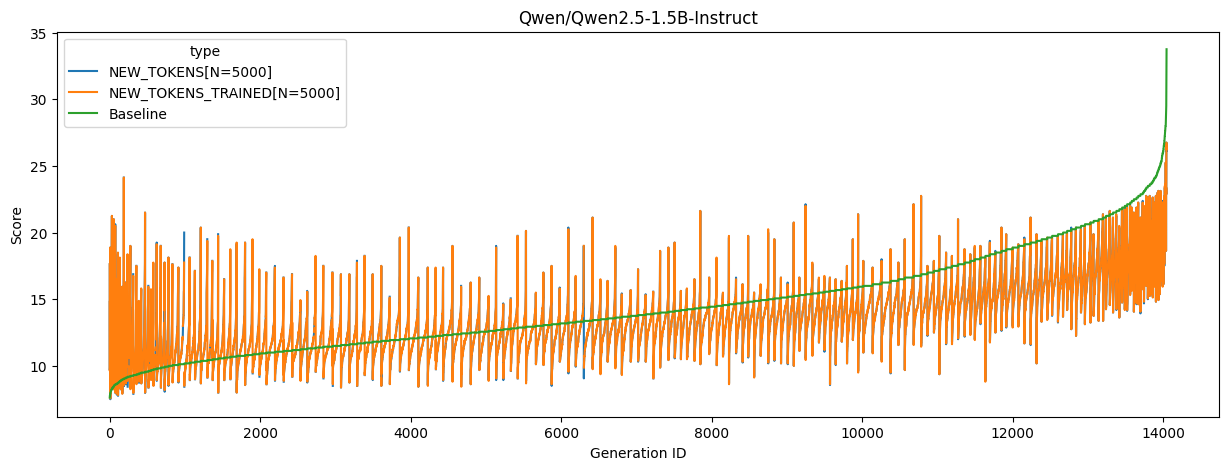 Qwen/Qwen2.5-1.5B-Instruct
35
30
25
20
15
10
Score
type
NEW_TOKENS[N=5000]
NEW_TOKENS_TRAINED[N=5000]
Baseline
0
2000
4000
6000
8000
10000
12000
14000
Generation ID